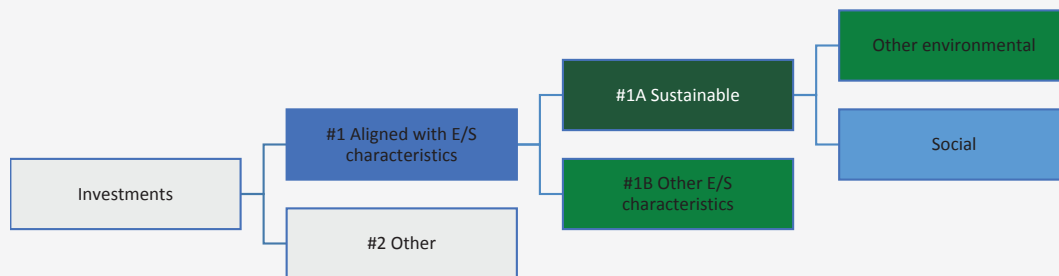 Other environmental
#1A Sustainable
#1 Aligned with E/S
characteristics
Social
Investments
#1B Other E/S
characteristics
#2 Other